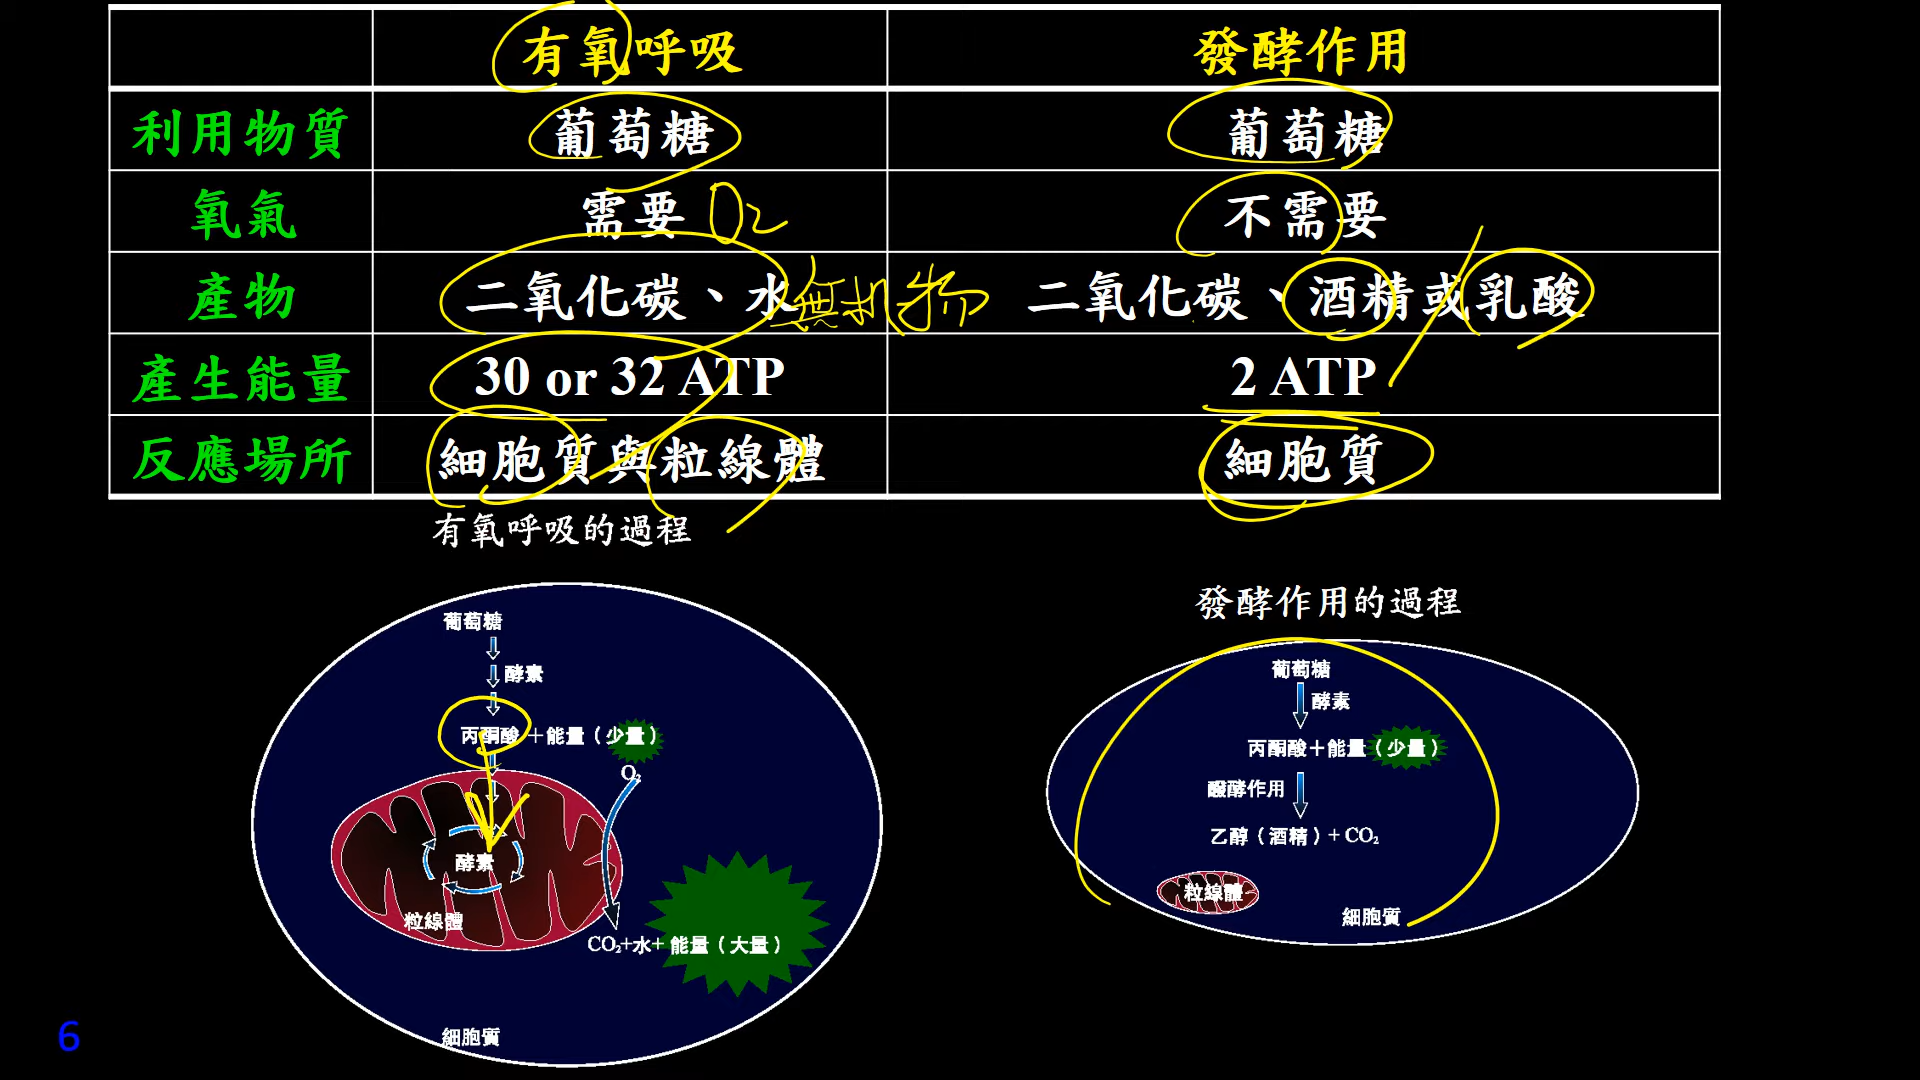 有氧呼吸 發酵作用
利用物質 葡萄糖 葡萄糖
氧氣 需要 O2 不需要
產物 二氧化碳、水 無機物 二氧化碳、酒精或乳酸
產生能量 30 or 32 ATP 2 ATP
反應場所 細胞質與粒線體 細胞質
有氧呼吸的過程
葡萄糖
酵素
丙酮酸＋能量（少量）
O₂
酵素
粒線體
CO₂+水+能量（大量）
細胞質
發酵作用的過程
葡萄糖
酵素
丙酮酸＋能量（少量）
醱酵作用
乙醇（酒精）+ CO₂
粒線體
細胞質
6